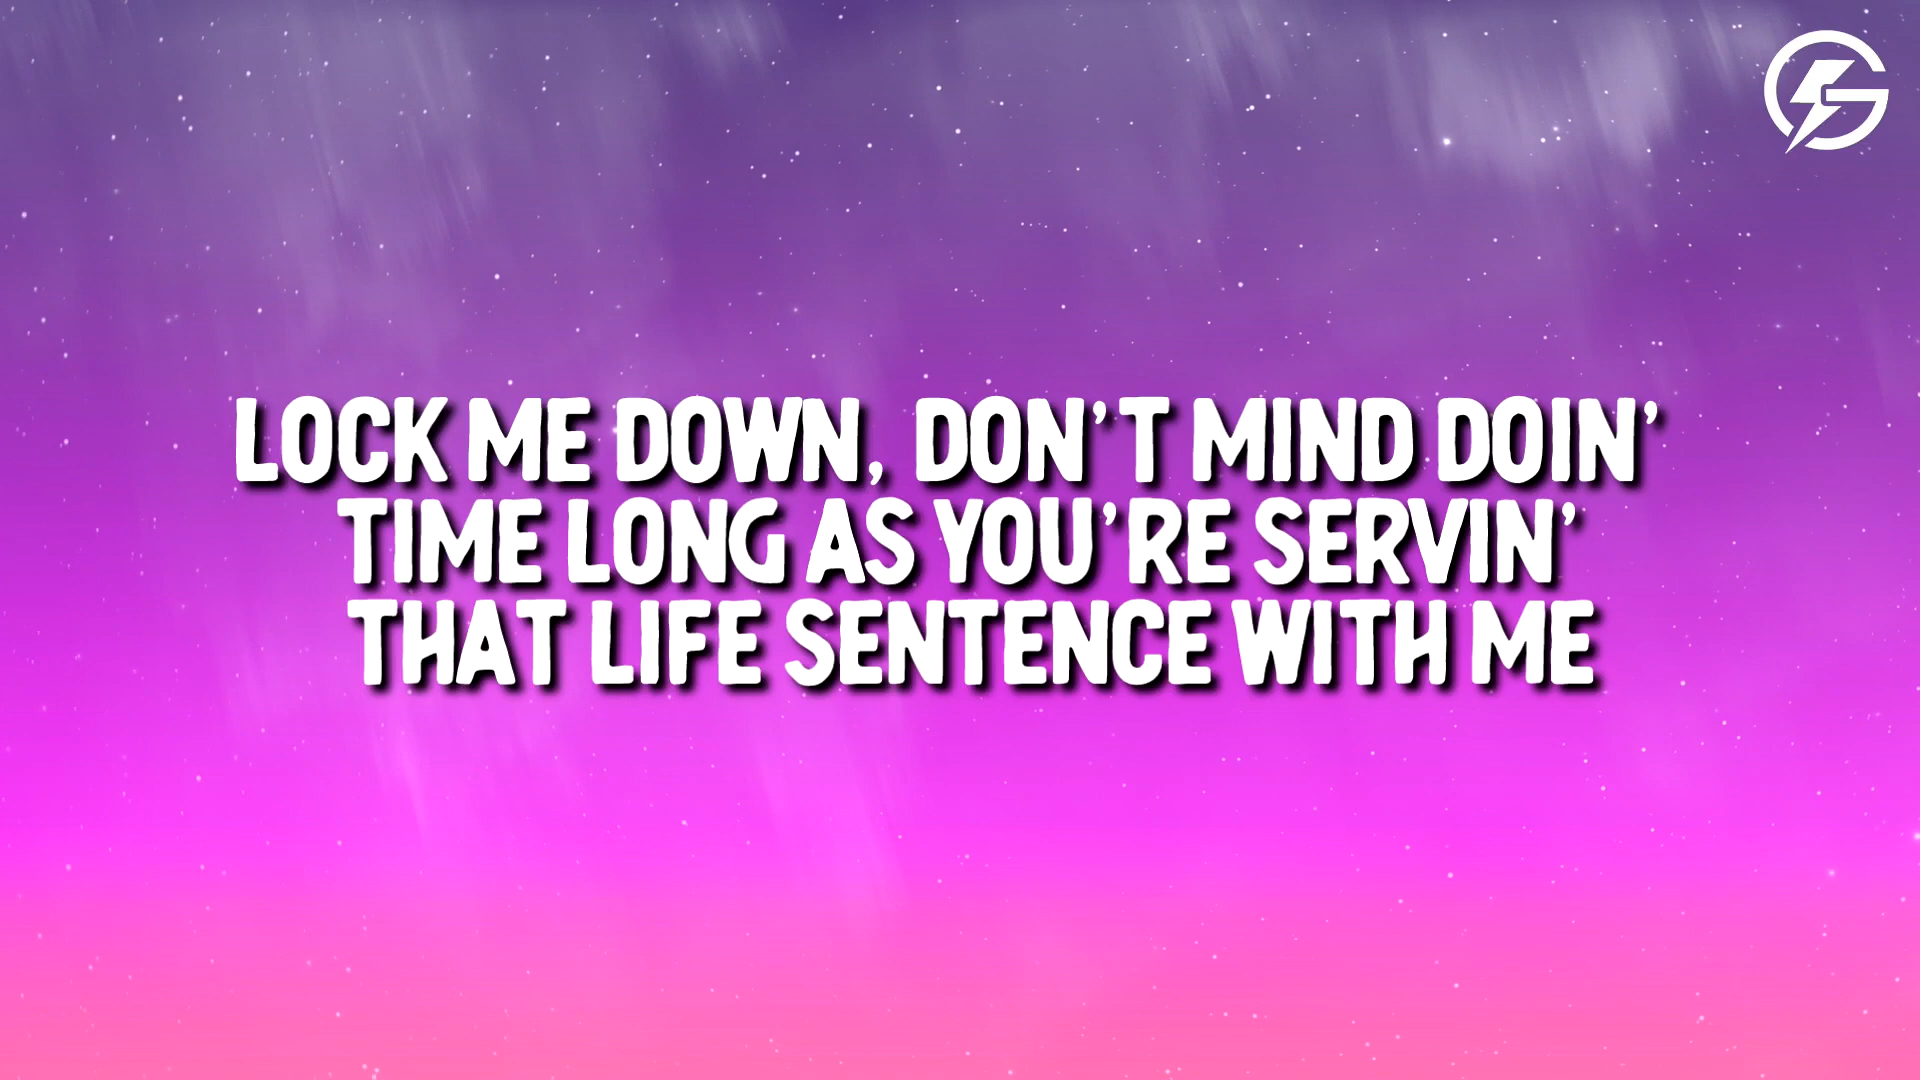 LOCK ME DOWN, DON'T MIND DOIN'
TIME LONG AS YOU'RE SERVIN'
THAT LIFE SENTENCE WITH ME